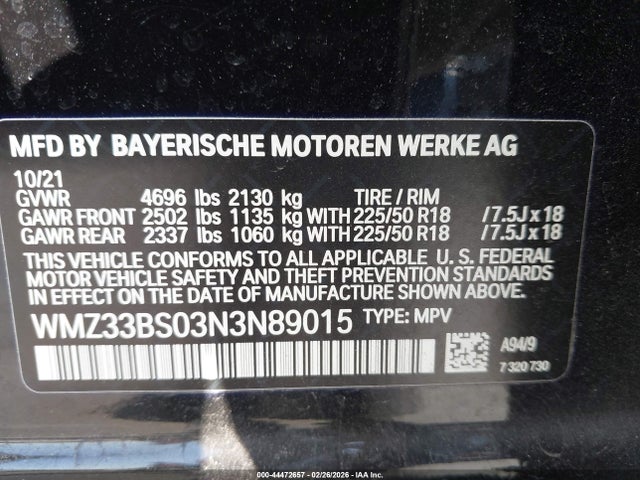 MFD BY BAYERISCHE MOTOREN WERKE AG
10/21
GVWR 4696 lbs 2130 kg TIRE / RIM
GAWR FRONT 2502 lbs 1135 kg WITH 225/50 R18 /7.5J x 18
GAWR REAR 2337 lbs 1060 kg WITH 225/50 R18 /7.5J x 18
THIS VEHICLE CONFORMS TO ALL APPLICABLE U. S. FEDERAL
MOTOR VEHICLE SAFETY AND THEFT PREVENTION STANDARDS
IN EFFECT ON THE DATE OF MANUFACTURE SHOWN ABOVE.
WMZ33BS03N3N89015 TYPE: MPV
A94/9
7 320 730
000-44472657 - 02/26/2026 - IAA Inc.